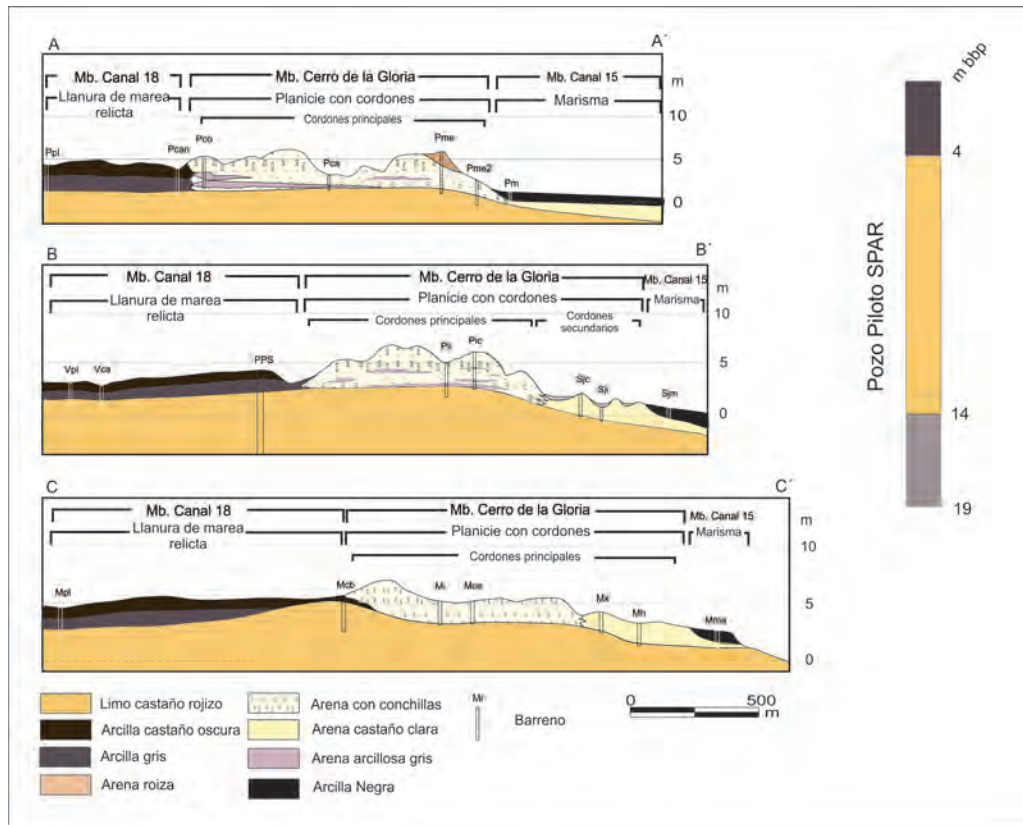 A
A´
Mb. Canal 18
Mb. Cerro de la Gloria
Mb. Canal 15
m
Llanura de marea
relicta
Planicie con cordones
Marisma
Cordones principales
10
Ppl
Pcan
Pco
Pca
Pme
Pme2
Pm
5
0
B
B´
Mb. Canal 18
Mb. Cerro de la Gloria
Mb. Canal 15
m
Llanura de marea
relicta
Planicie con cordones
Marisma
Cordones principales
Cordones
secundarios
10
Vpl
Vca
PPS
Pli
Pic
Sjc
Sji
Sjm
5
0
C
C´
Mb. Canal 18
Mb. Cerro de la Gloria
Mb. Canal 15
m
Llanura de marea
relicta
Planicie con cordones
Marisma
Cordones principales
10
Mpl
Mcb
Mi
Mx
Mh
Mma
5
0
Limo castaño rojizo
Arcilla castaño oscura
Arcilla gris
Arena roiza
Arena con conchillas
Arena castaño clara
Arena arcillosa gris
Arcilla Negra
Barreno
0
500
m
m bbp
Pozo Piloto SPAR
4
14
19